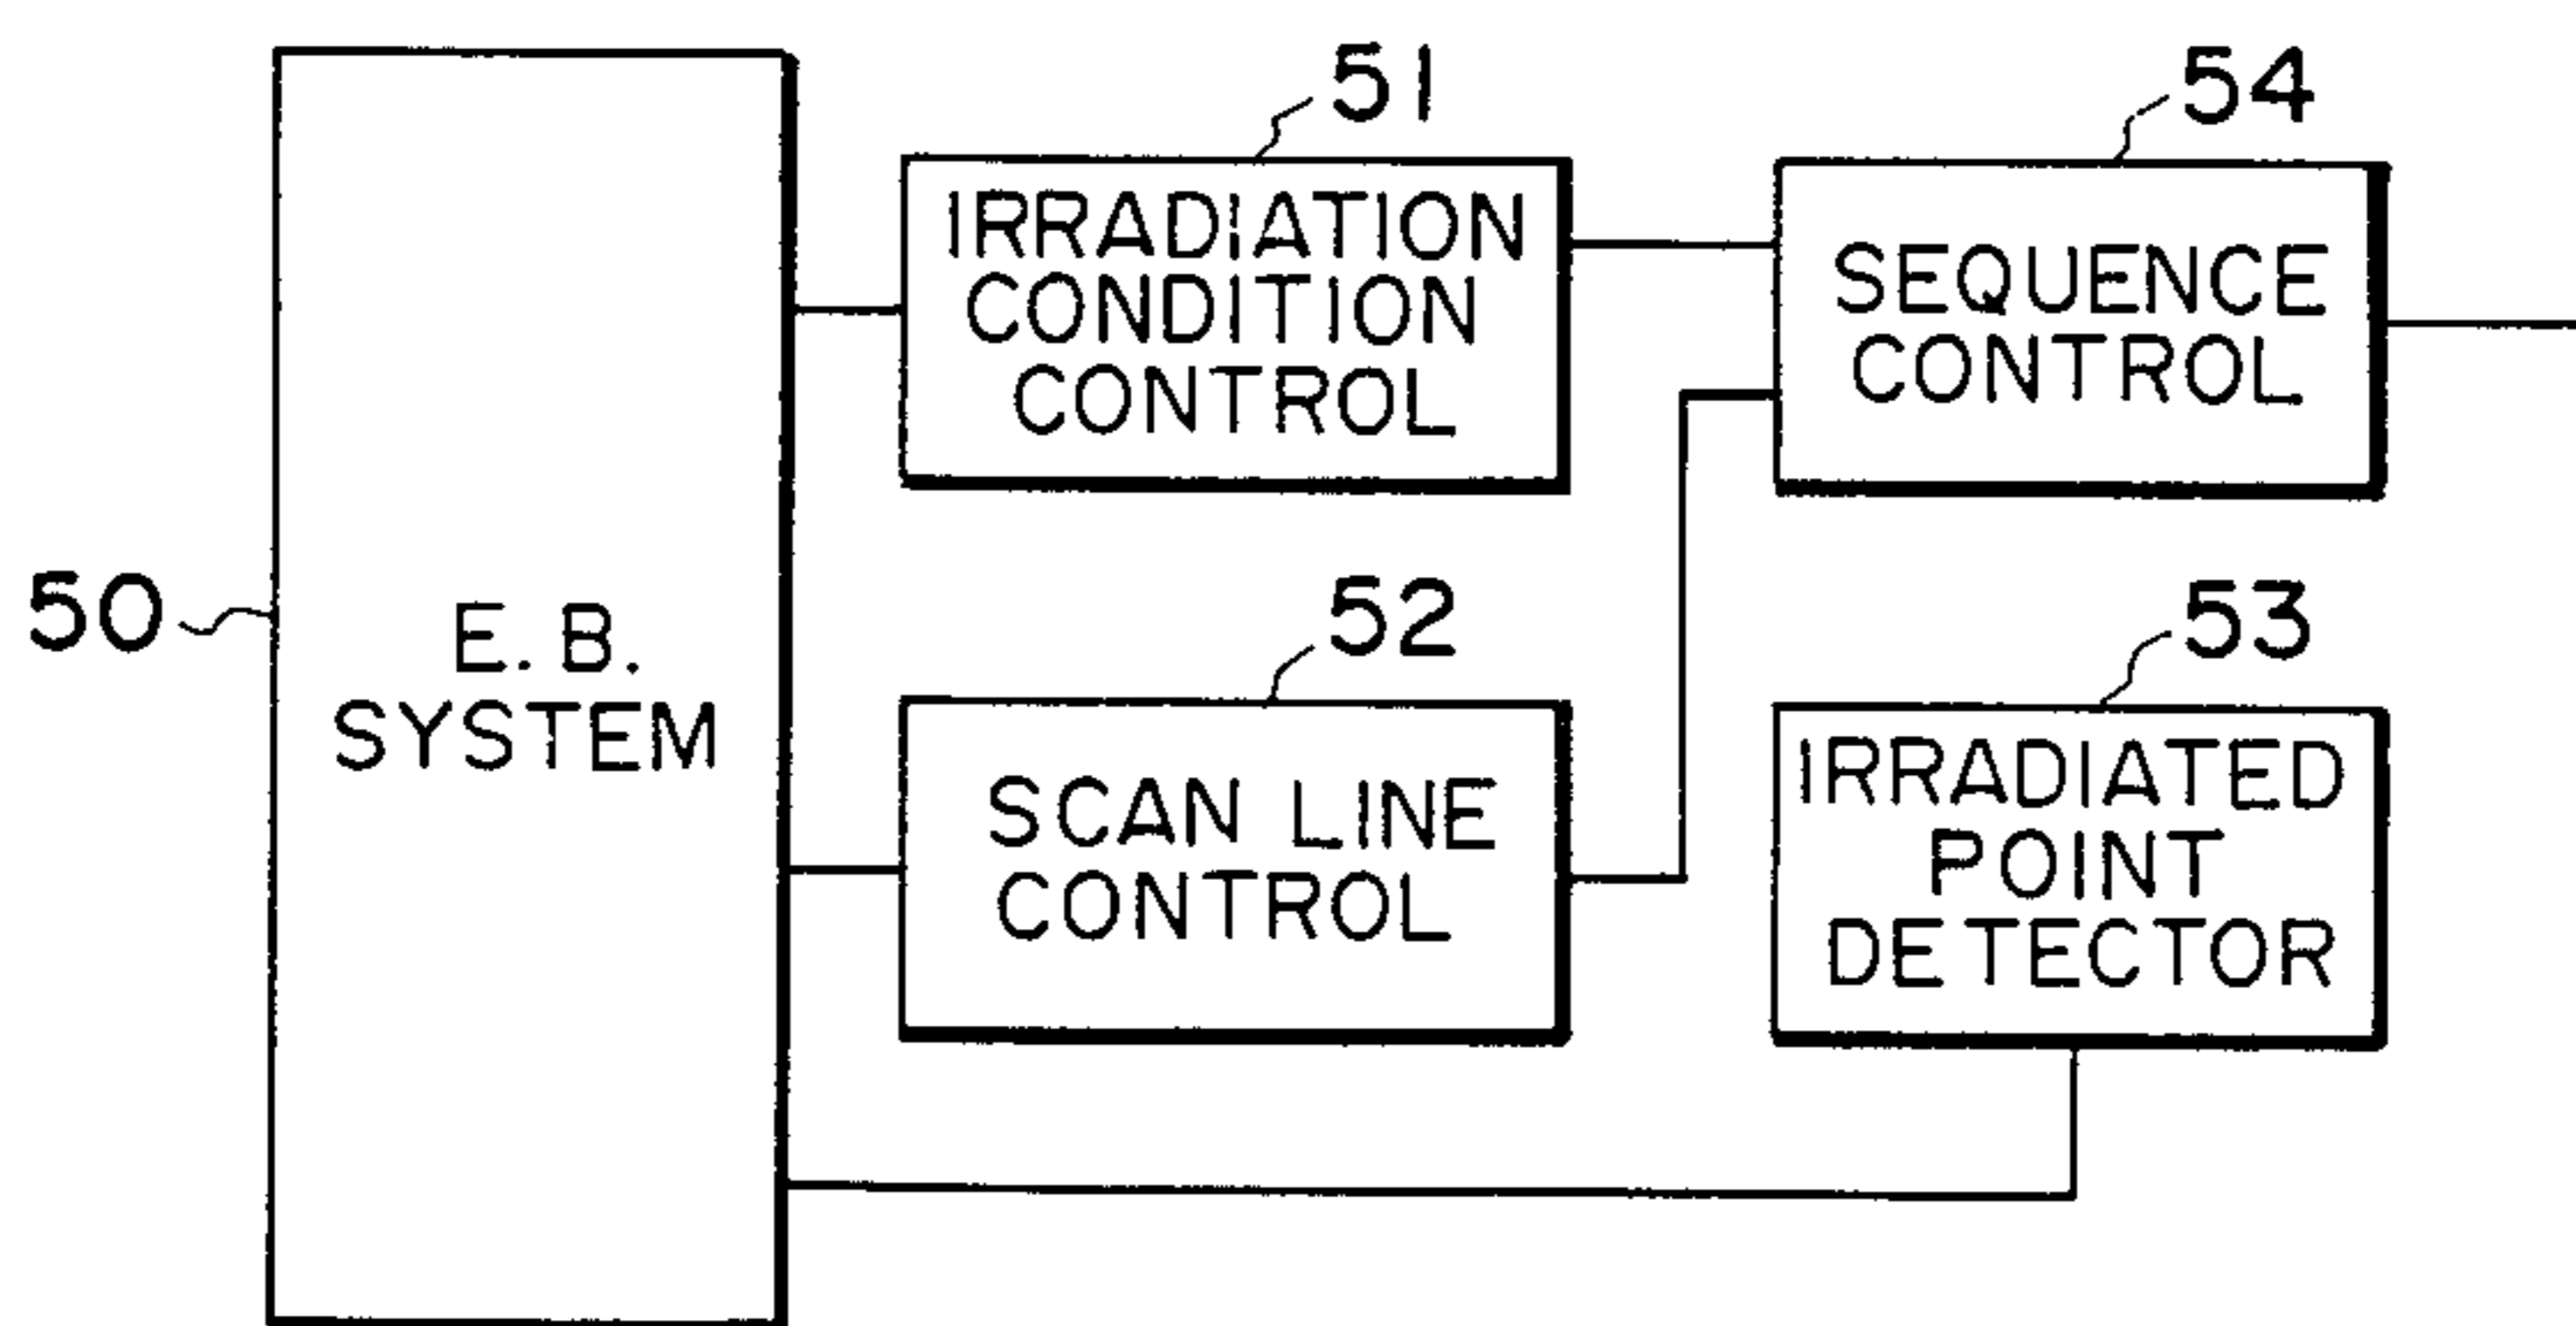 51
54
IRRADIATION
CONDITION
CONTROL
SEQUENCE
CONTROL
50
E. B.
SYSTEM
52
53
SCAN LINE
CONTROL
IRRADIATED
POINT
DETECTOR